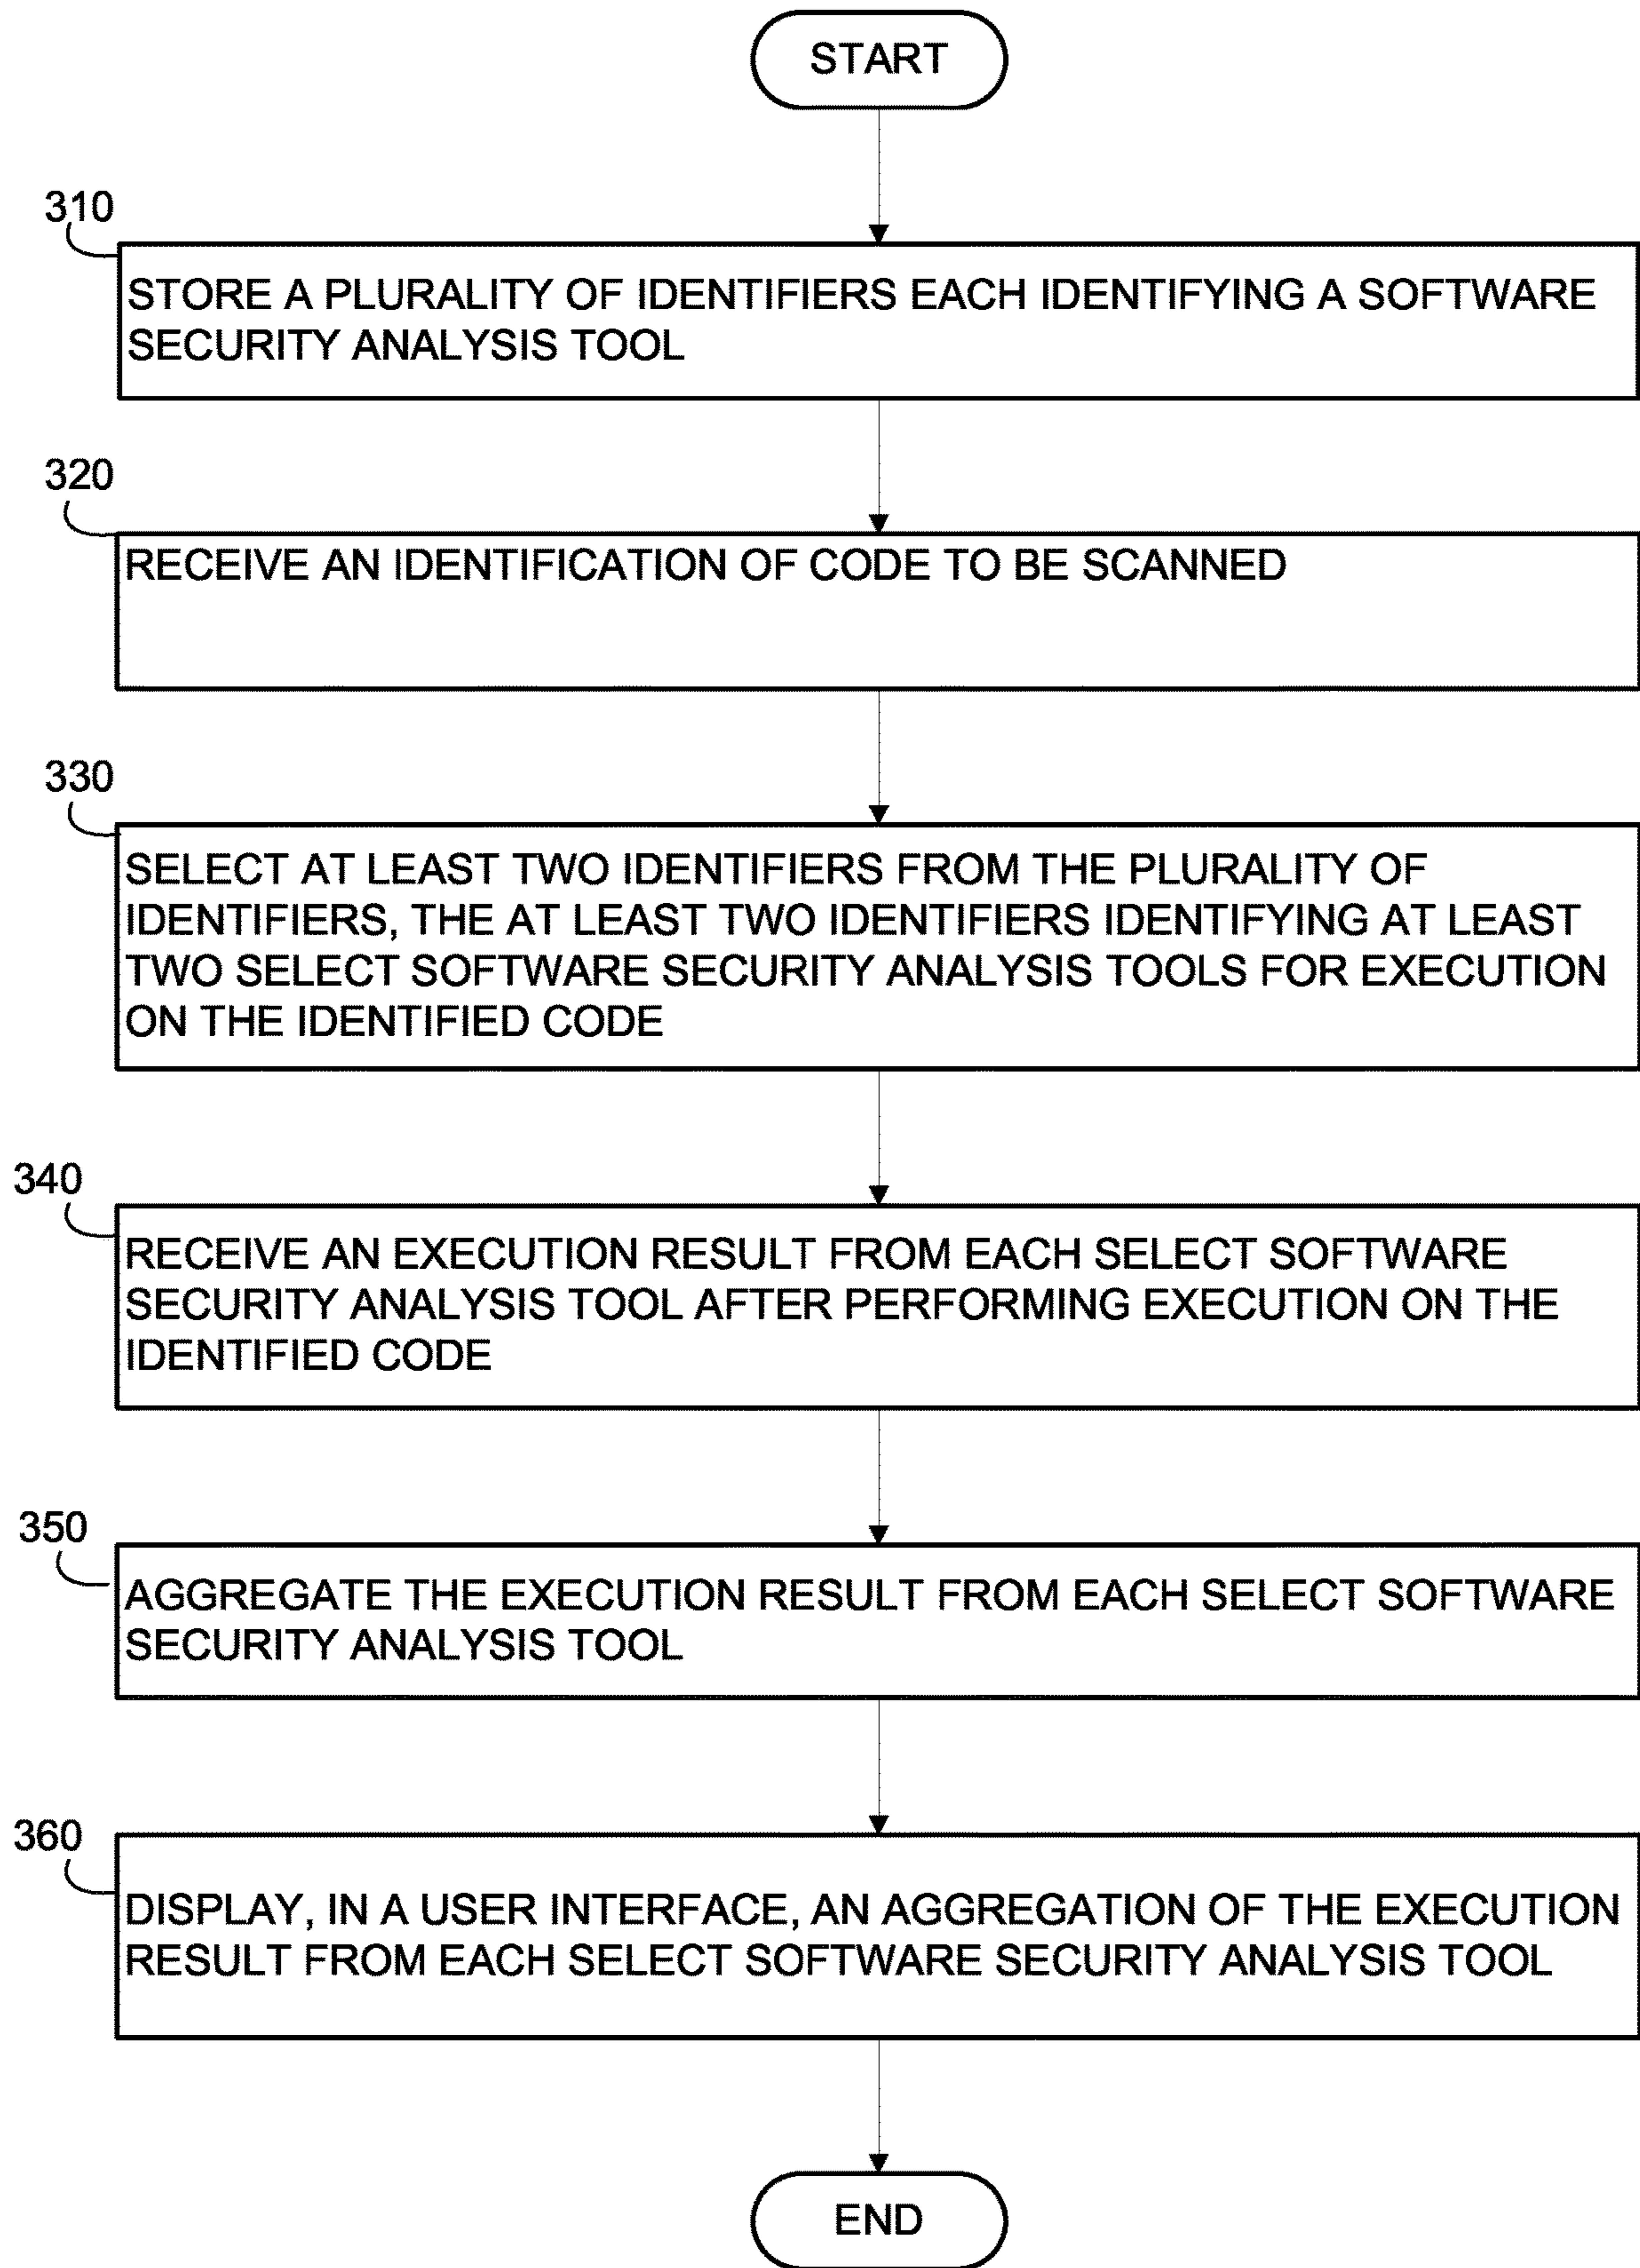 START
310
STORE A PLURALITY OF IDENTIFIERS EACH IDENTIFYING A SOFTWARE
SECURITY ANALYSIS TOOL
320
RECEIVE AN IDENTIFICATION OF CODE TO BE SCANNED
330
SELECT AT LEAST TWO IDENTIFIERS FROM THE PLURALITY OF
IDENTIFIERS, THE AT LEAST TWO IDENTIFIERS IDENTIFYING AT LEAST
TWO SELECT SOFTWARE SECURITY ANALYSIS TOOLS FOR EXECUTION
ON THE IDENTIFIED CODE
340
RECEIVE AN EXECUTION RESULT FROM EACH SELECT SOFTWARE
SECURITY ANALYSIS TOOL AFTER PERFORMING EXECUTION ON THE
IDENTIFIED CODE
350
AGGREGATE THE EXECUTION RESULT FROM EACH SELECT SOFTWARE
SECURITY ANALYSIS TOOL
360
DISPLAY, IN A USER INTERFACE, AN AGGREGATION OF THE EXECUTION
RESULT FROM EACH SELECT SOFTWARE SECURITY ANALYSIS TOOL
END